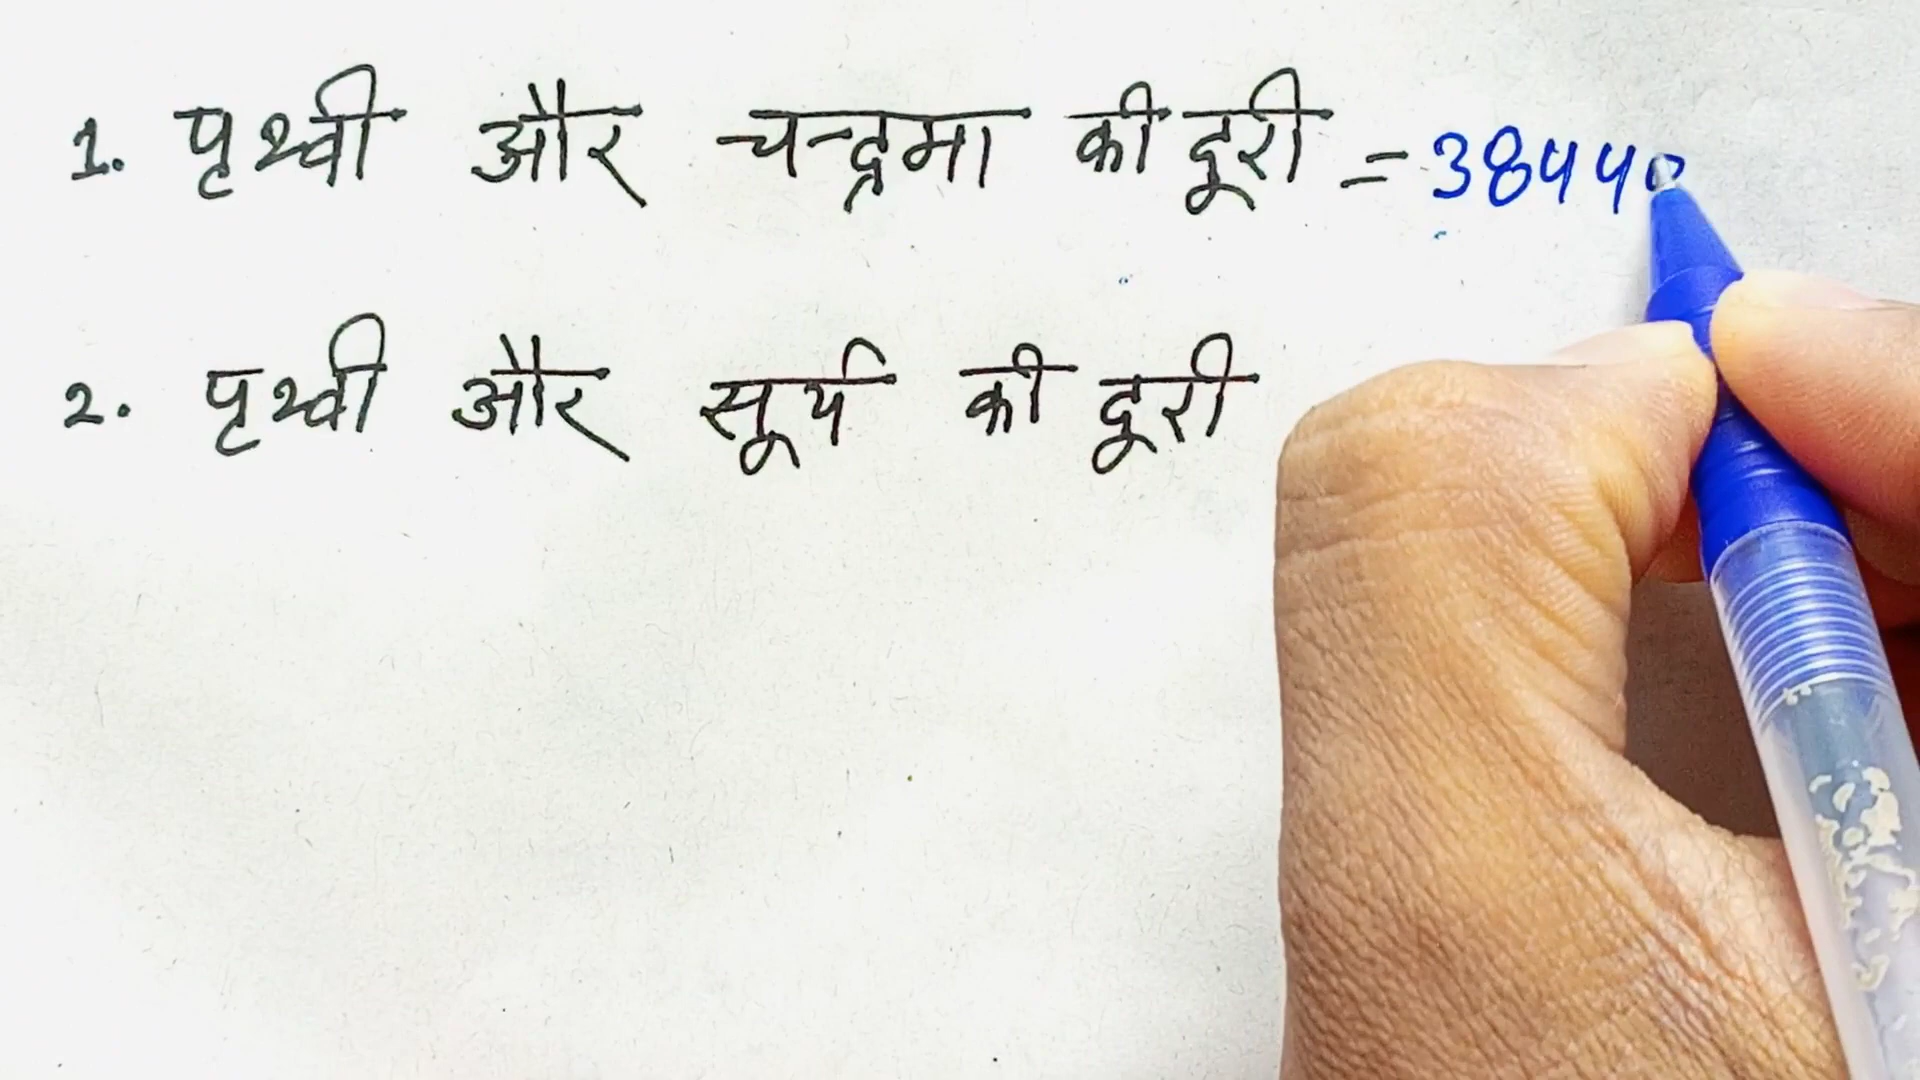 1. पृथ्वी और चन्द्रमा की दूरी = 38440
2. पृथ्वी और सूर्य की दूरी